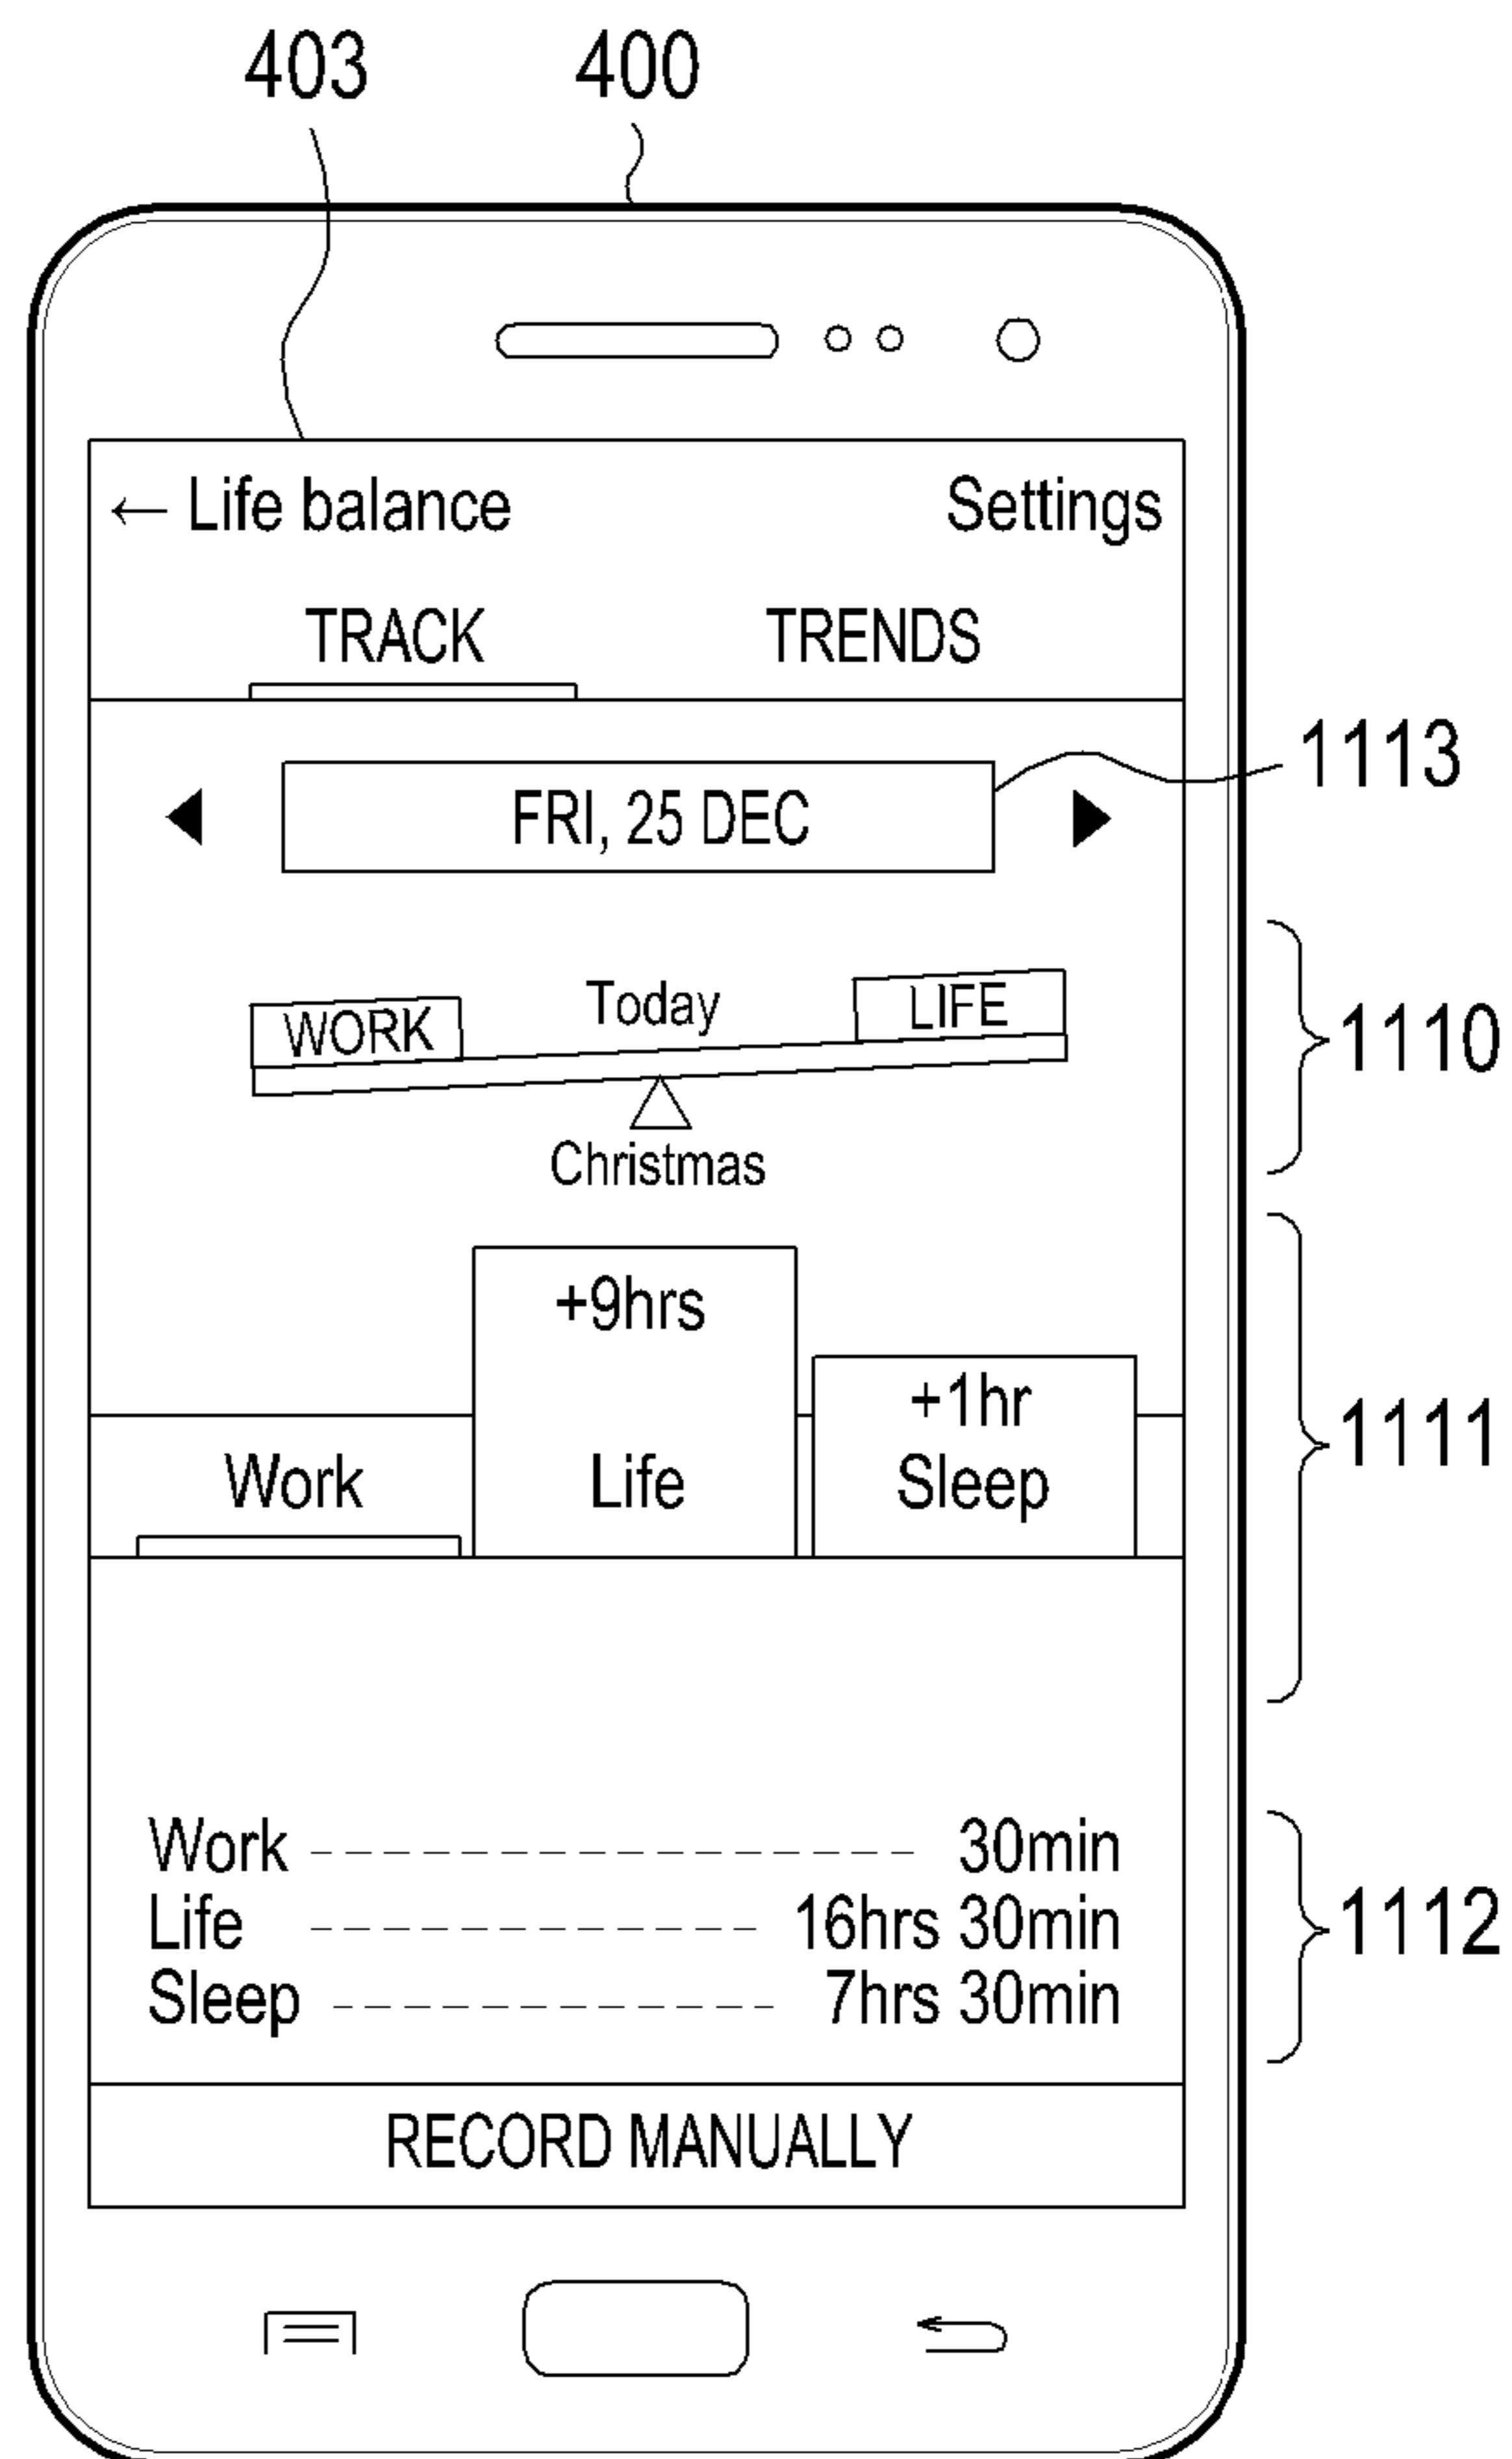 403 400
← Life balance Settings
TRACK TRENDS
1113
FRI, 25 DEC
WORK Today LIFE
1110
Christmas
+9hrs
+1hr
1111
Work Life Sleep
Work 30min
Life 16hrs 30min
1112
Sleep 7hrs 30min
RECORD MANUALLY